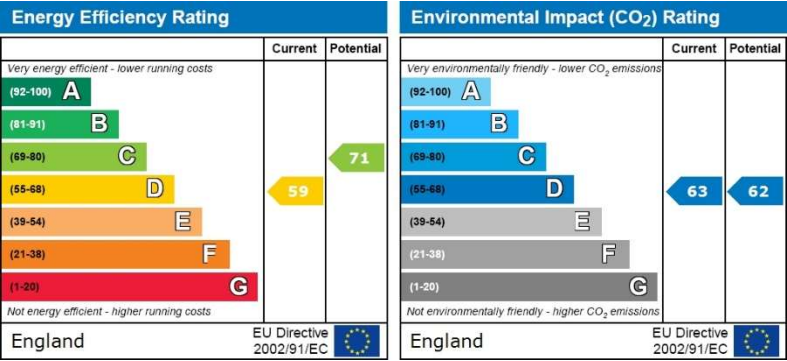 Energy Efficiency Rating
Current Potential
Very energy efficient - lower running costs
(92-100) A
(81-91) B
(69-80) C
71
(55-68) D
59
(39-54) E
(21-38) F
(1-20) G
Not energy efficient - higher running costs
England
EU Directive
2002/91/EC
Environmental Impact (CO2) Rating
Current Potential
Very environmentally friendly - lower CO2 emissions
(92-100) A
(81-91) B
(69-80) C
(55-68) D
63 62
(39-54) E
(21-38) F
(1-20) G
Not environmentally friendly - higher CO2 emissions
England
EU Directive
2002/91/EC